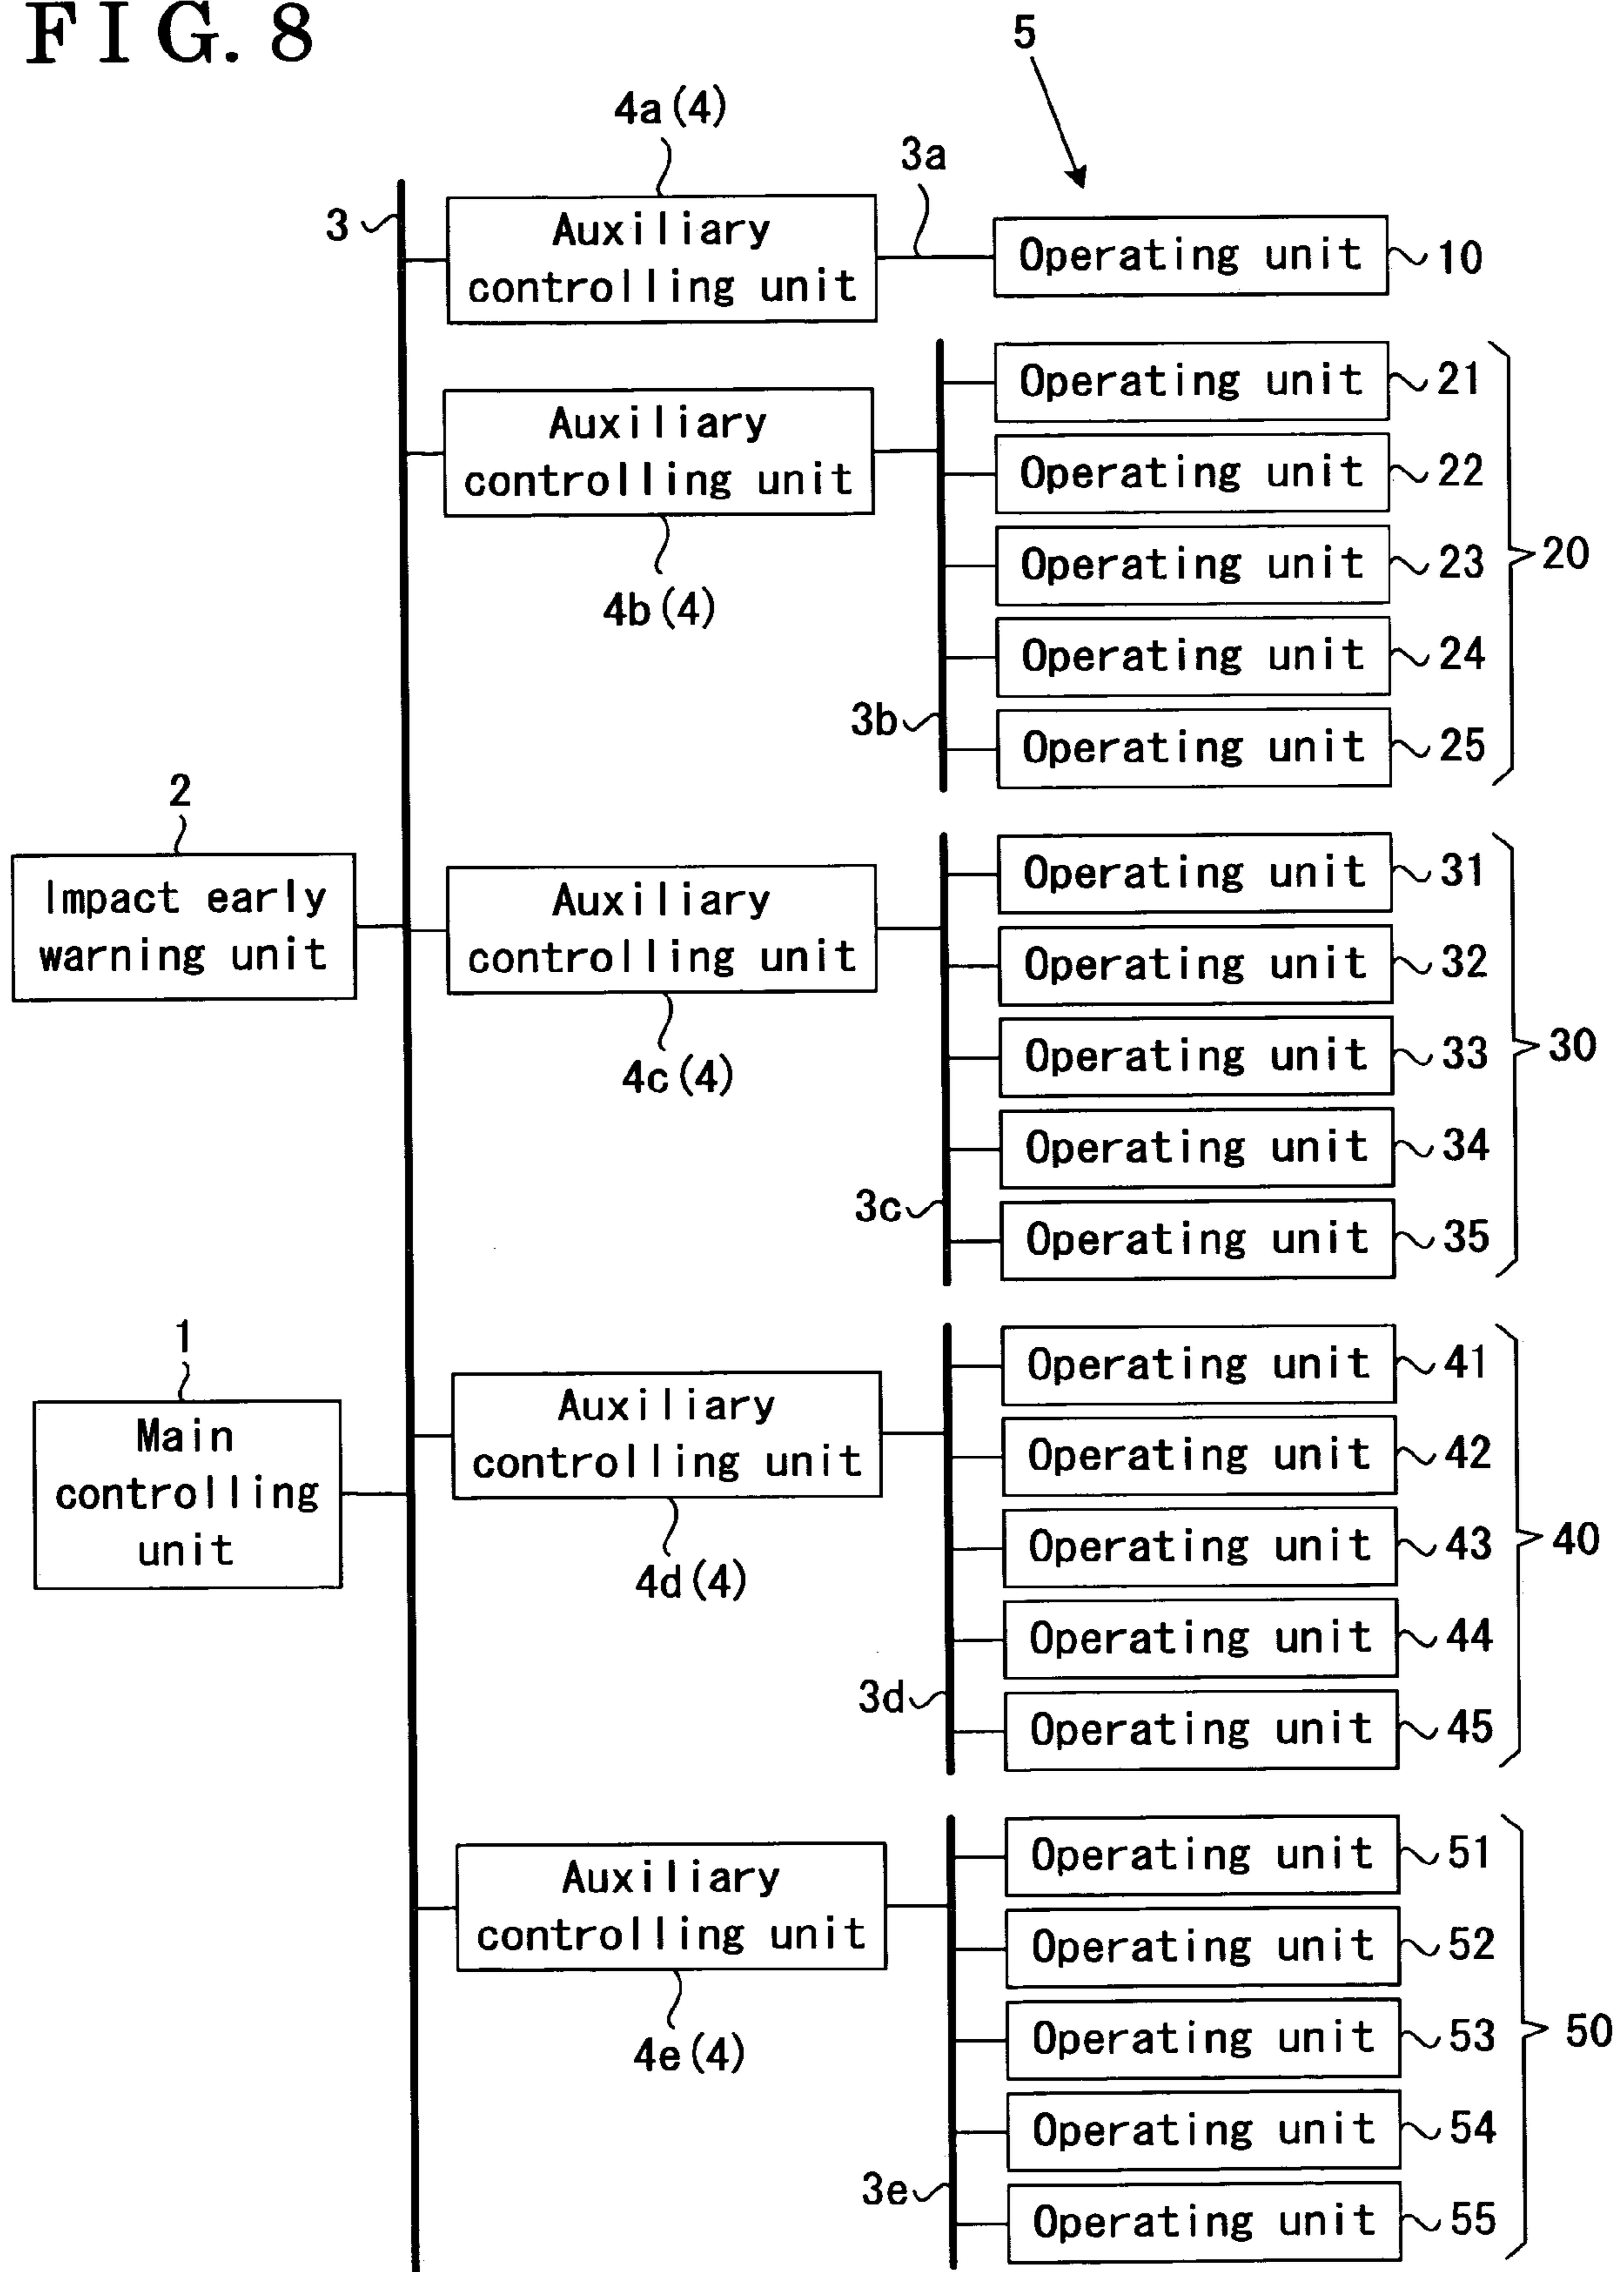 FIG. 8
5
4a(4)
3a
3
Auxiliary
controlling unit
Operating unit
10
Operating unit
21
Auxiliary
controlling unit
Operating unit
22
Operating unit
23
20
4b(4)
Operating unit
24
3b
Operating unit
25
2
Impact early
warning unit
Auxiliary
controlling unit
Operating unit
31
Operating unit
32
Operating unit
33
30
4c(4)
Operating unit
34
3c
Operating unit
35
1
Main
controlling
unit
Auxiliary
controlling unit
Operating unit
41
Operating unit
42
Operating unit
43
40
4d(4)
Operating unit
44
3d
Operating unit
45
Auxiliary
controlling unit
Operating unit
51
Operating unit
52
Operating unit
53
50
4e(4)
Operating unit
54
3e
Operating unit
55